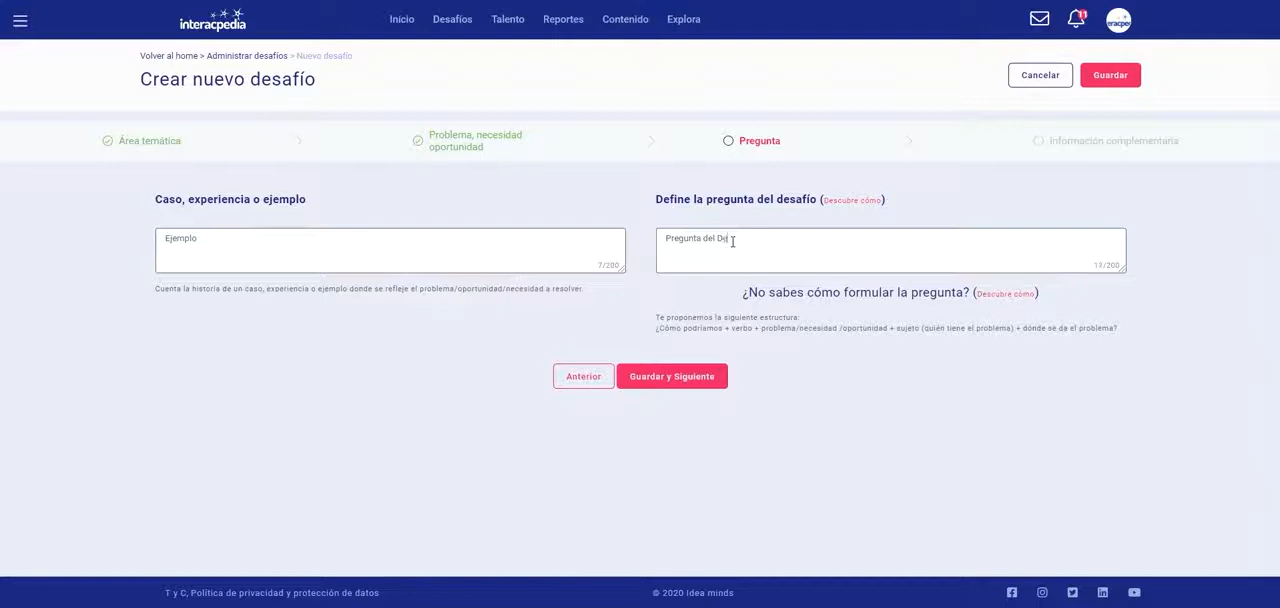 interacpedia
Inicio Desafíos Talento Reportes Contenido Explora
11
Volver al home > Administrar desafíos > Nuevo desafío
Crear nuevo desafío
Cancelar Guardar
Área temática
Problema, necesidad
oportunidad
Pregunta
Información complementaria
Caso, experiencia o ejemplo
Ejemplo
7/200
Cuenta la historia de un caso, experiencia o ejemplo donde se refleje el problema/oportunidad/necesidad a resolver.
Define la pregunta del desafío (Descubre cómo)
Pregunta del
¿No sabes cómo formular la pregunta? (Descubre cómo)
Te proponemos la siguiente estructura:
¿Cómo podríamos + verbo + problema/necesidad /oportunidad + sujeto (quién tiene el problema) + dónde se da el problema?
Anterior Guardar y Siguiente
T y C, Política de privacidad y protección de datos
© 2020 Idea minds